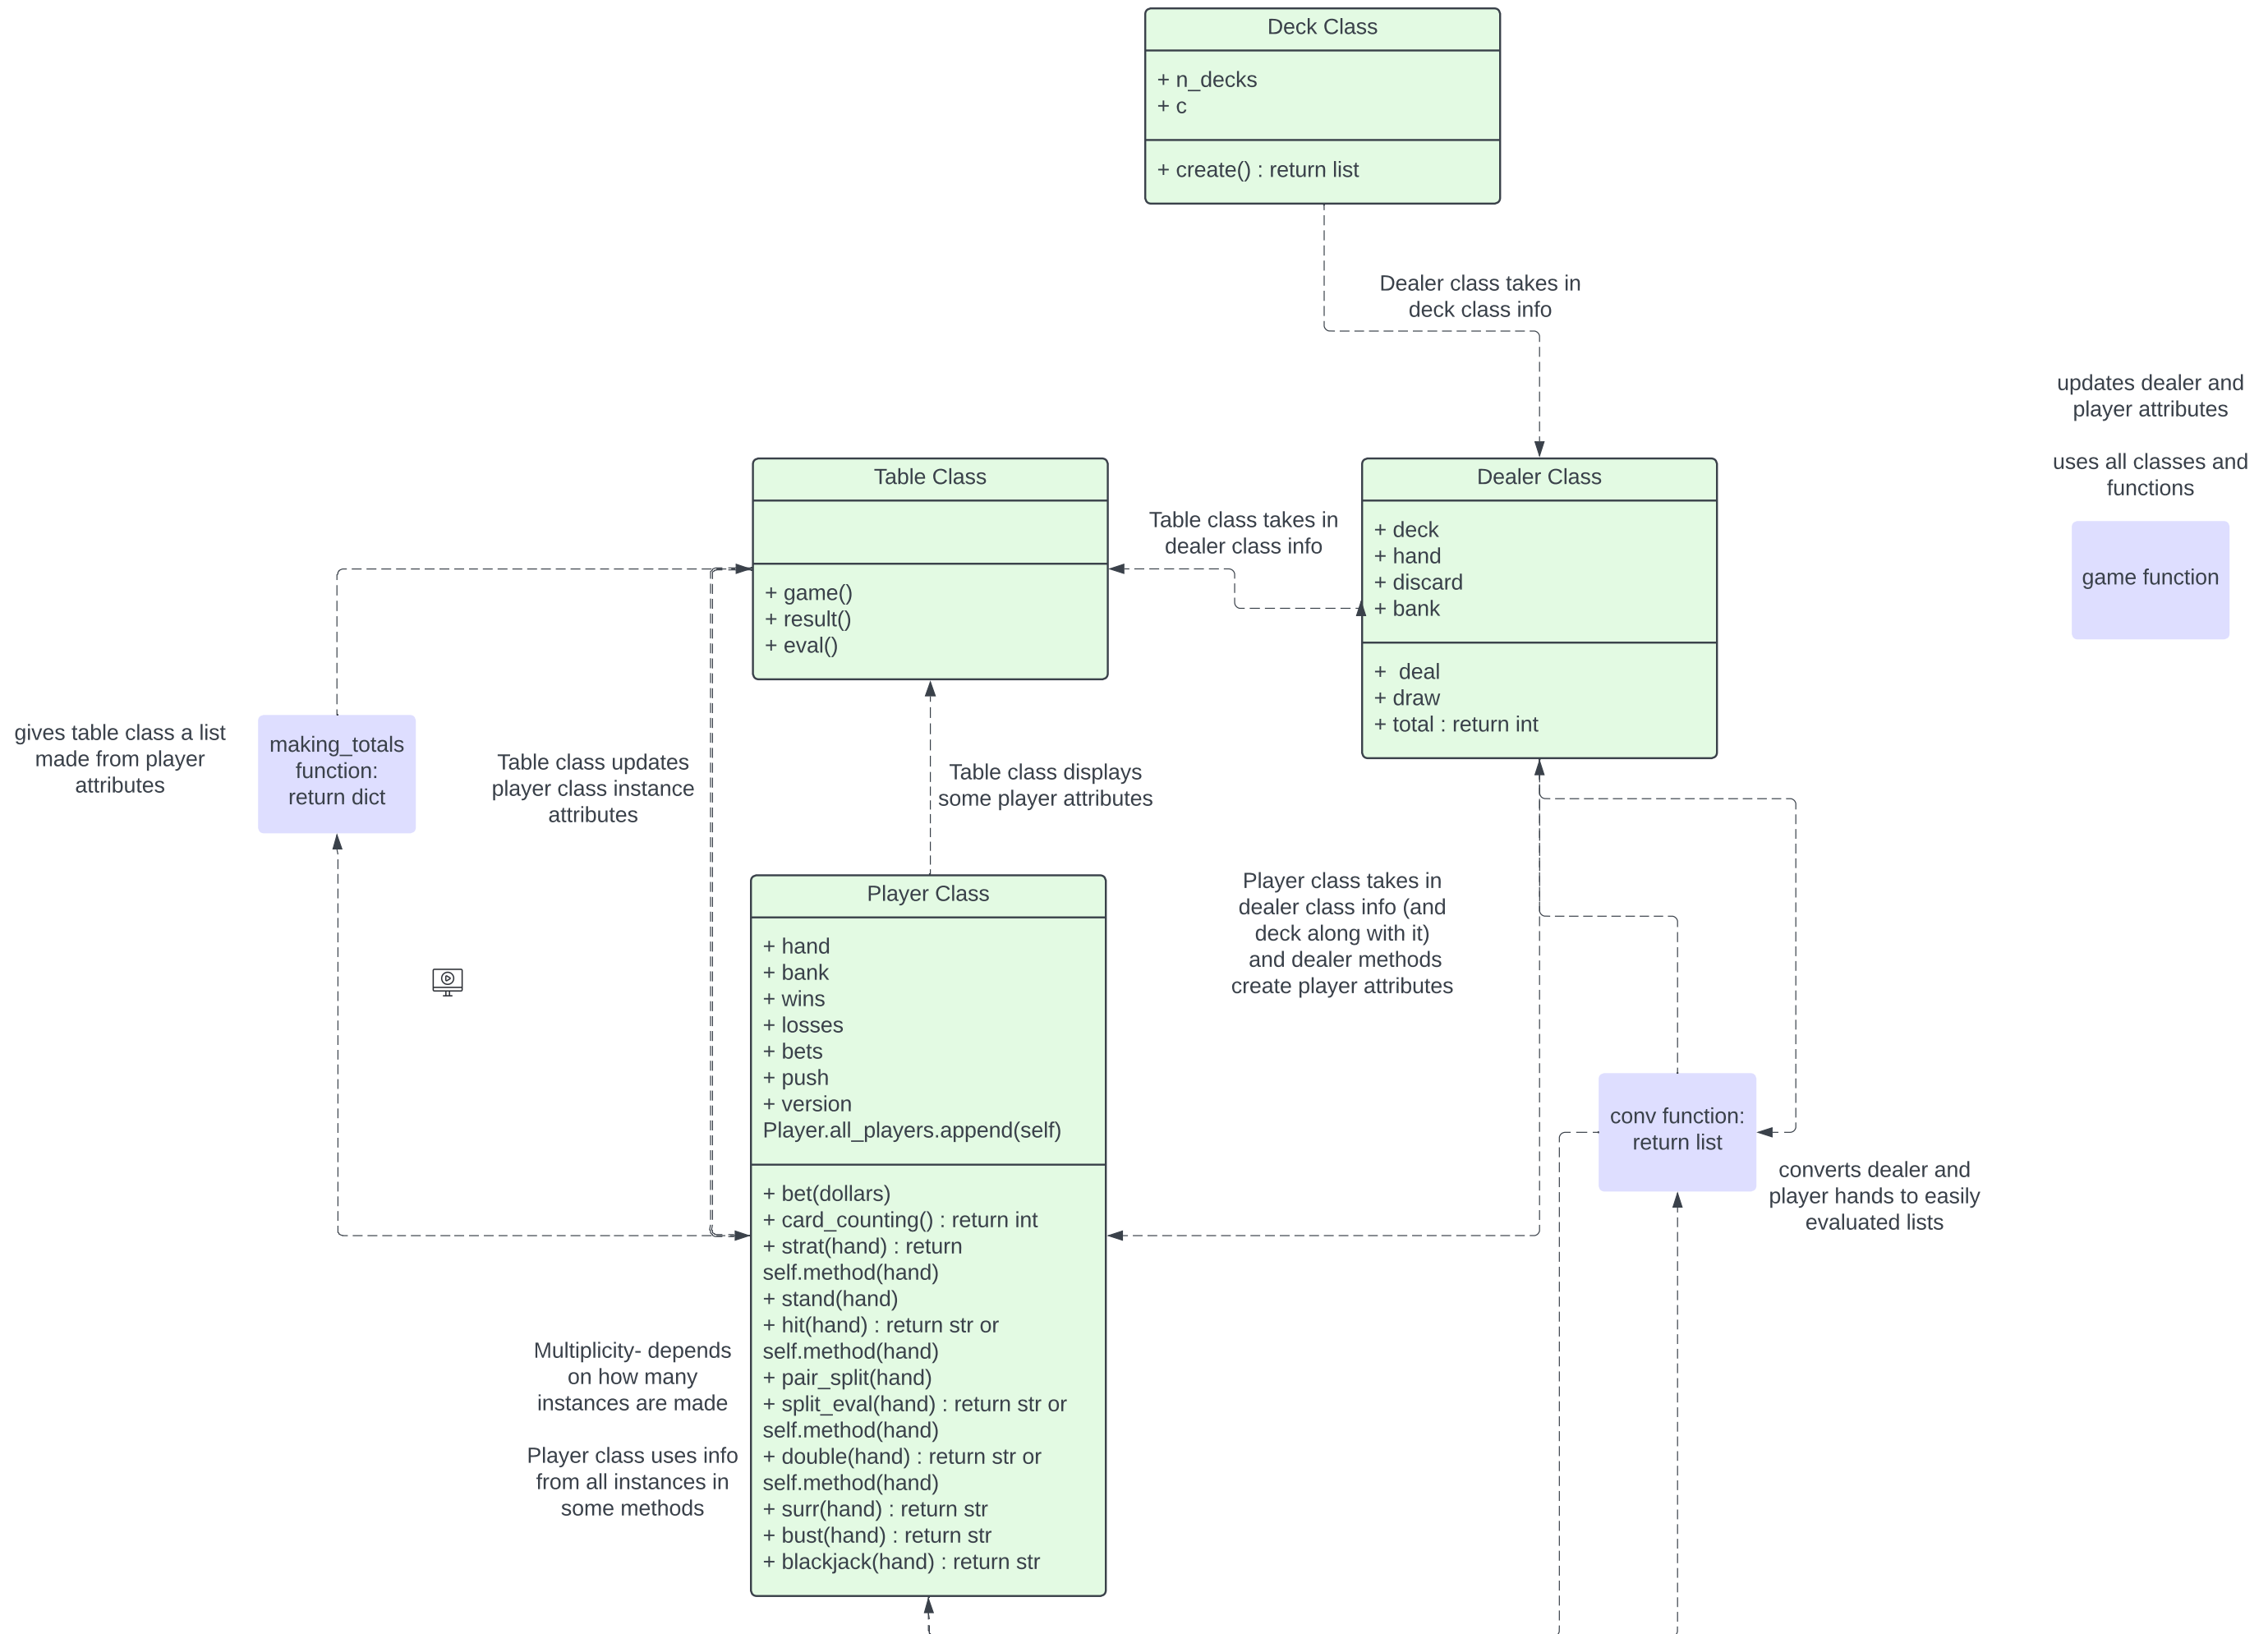 Deck Class
+ n_decks
+ c
+ create() : return list
Dealer class takes in
deck class info
updates dealer and
player attributes
uses all classes and
functions
game function
Table Class
+ game()
+ result()
+ eval()
Table class takes in
dealer class info
Dealer Class
+ deck
+ hand
+ discard
+ bank
+  deal
+ draw
+ total : return int
gives table class a list
made from player
attributes
making_totals
function:
return dict
Table class updates
player class instance
attributes
Table class displays
some player attributes
Player Class
+ hand
+ bank
+ wins
+ losses
+ bets
+ push
+ version
Player.all_players.append(self)
+ bet(dollars)
+ card_counting() : return int
+ strat(hand) : return
self.method(hand)
+ stand(hand)
+ hit(hand) : return str or
self.method(hand)
+ pair_split(hand)
+ split_eval(hand) : return str or
self.method(hand)
+ double(hand) : return str or
self.method(hand)
+ surr(hand) : return str
+ bust(hand) : return str
+ blackjack(hand) : return str
Player class takes in
dealer class info (and
deck along with it)
and dealer methods
create player attributes
conv function:
return list
converts dealer and
player hands to easily
evaluated lists
Multiplicity- depends
on how many
instances are made
Player class uses info
from all instances in
some methods